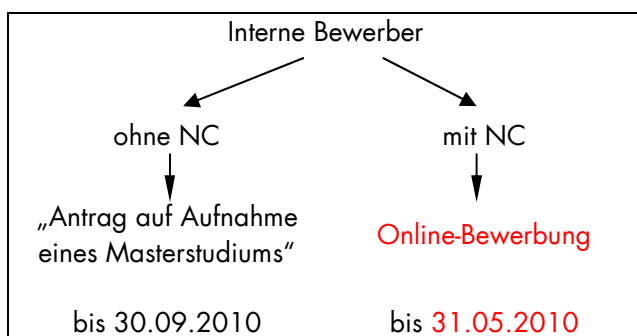 Interne Bewerber
ohne NC
mit NC
„Antrag auf Aufnahme
eines Masterstudiums“
Online-Bewerbung
bis 30.09.2010
bis 31.05.2010